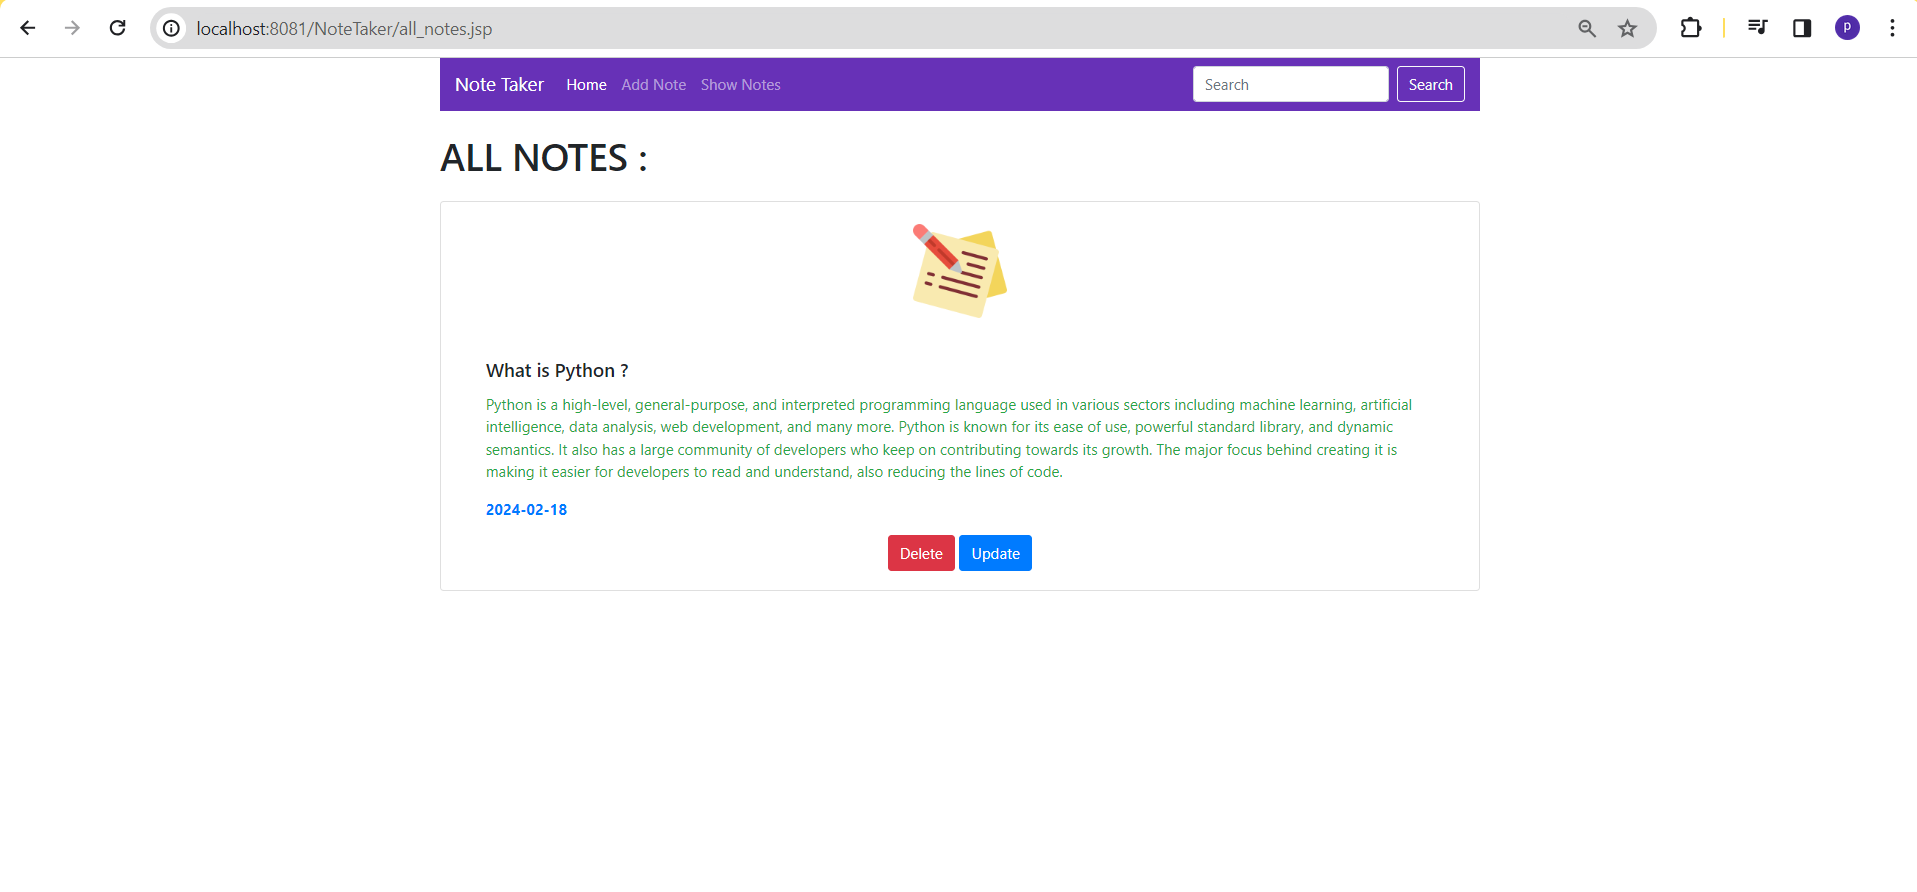 localhost:8081/NoteTaker/all_notes.jsp
p
Note Taker Home Add Note Show Notes Search Search
ALL NOTES :
What is Python ?
Python is a high-level, general-purpose, and interpreted programming language used in various sectors including machine learning, artificial
intelligence, data analysis, web development, and many more. Python is known for its ease of use, powerful standard library, and dynamic
semantics. It also has a large community of developers who keep on contributing towards its growth. The major focus behind creating it is
making it easier for developers to read and understand, also reducing the lines of code.
2024-02-18
Delete Update